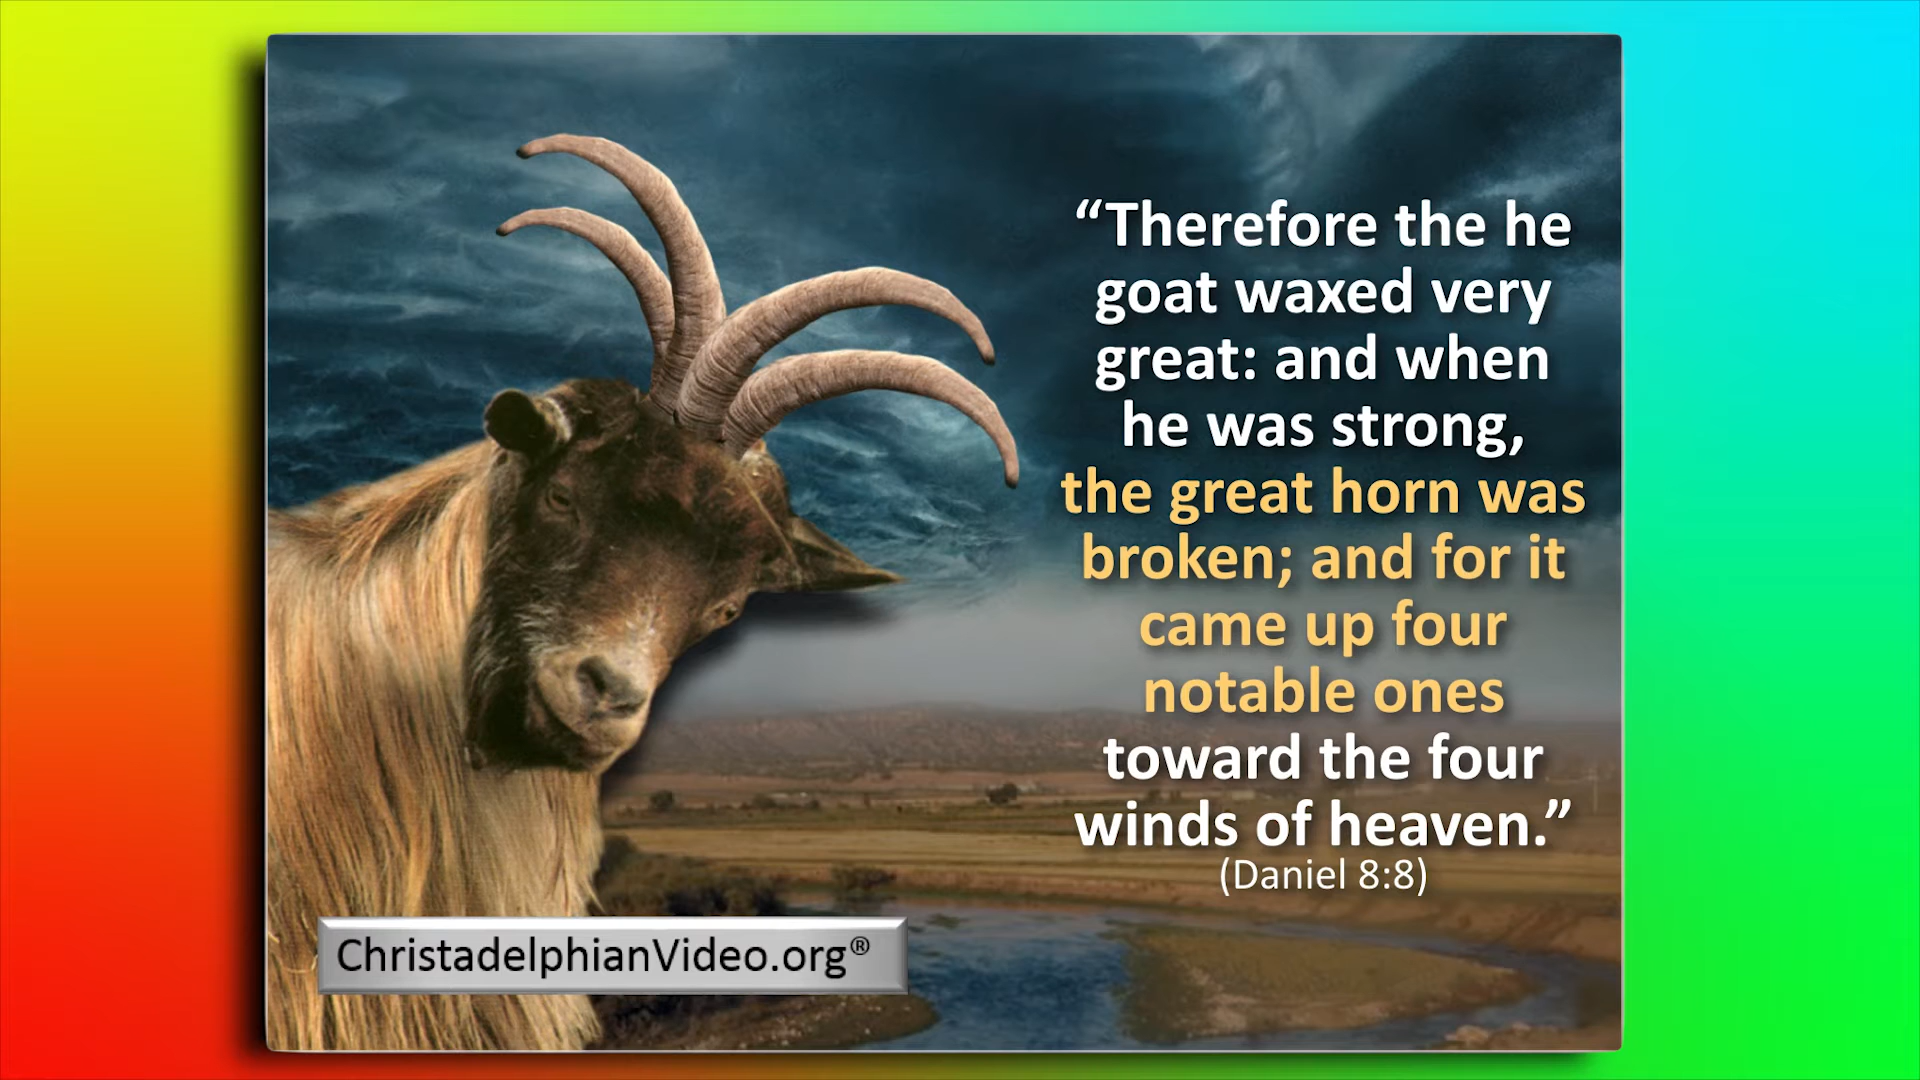 “Therefore the he
goat waxed very
great: and when
he was strong,
the great horn was
broken; and for it
came up four
notable ones
toward the four
winds of heaven.”
(Daniel 8:8)
ChristadelphianVideo.org®